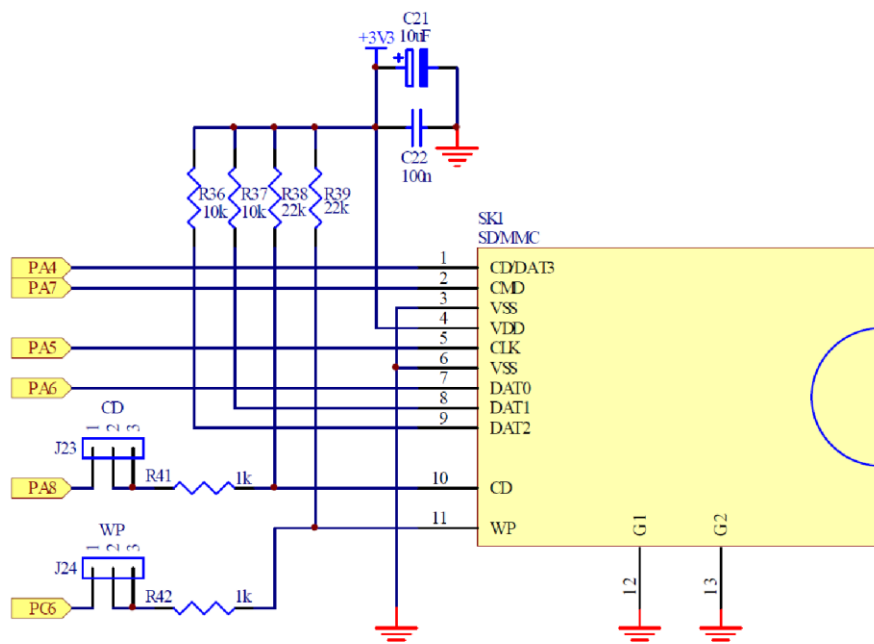 C21
10uF
+3V3
C22
100n
R36
10k
R37
10k
R38
22k
R39
22k
SK1
SD/MMC
PA4
1
CD/DAT3
PA7
2
CMD
3
VSS
4
VDD
PA5
5
CLK
6
VSS
PA6
7
DAT0
8
DAT1
9
DAT2
CD
1 2 3
J23
PA8
R41
1k
10
CD
WP
1 2 3
J24
PC6
R42
1k
11
WP
G1
G2
12
13